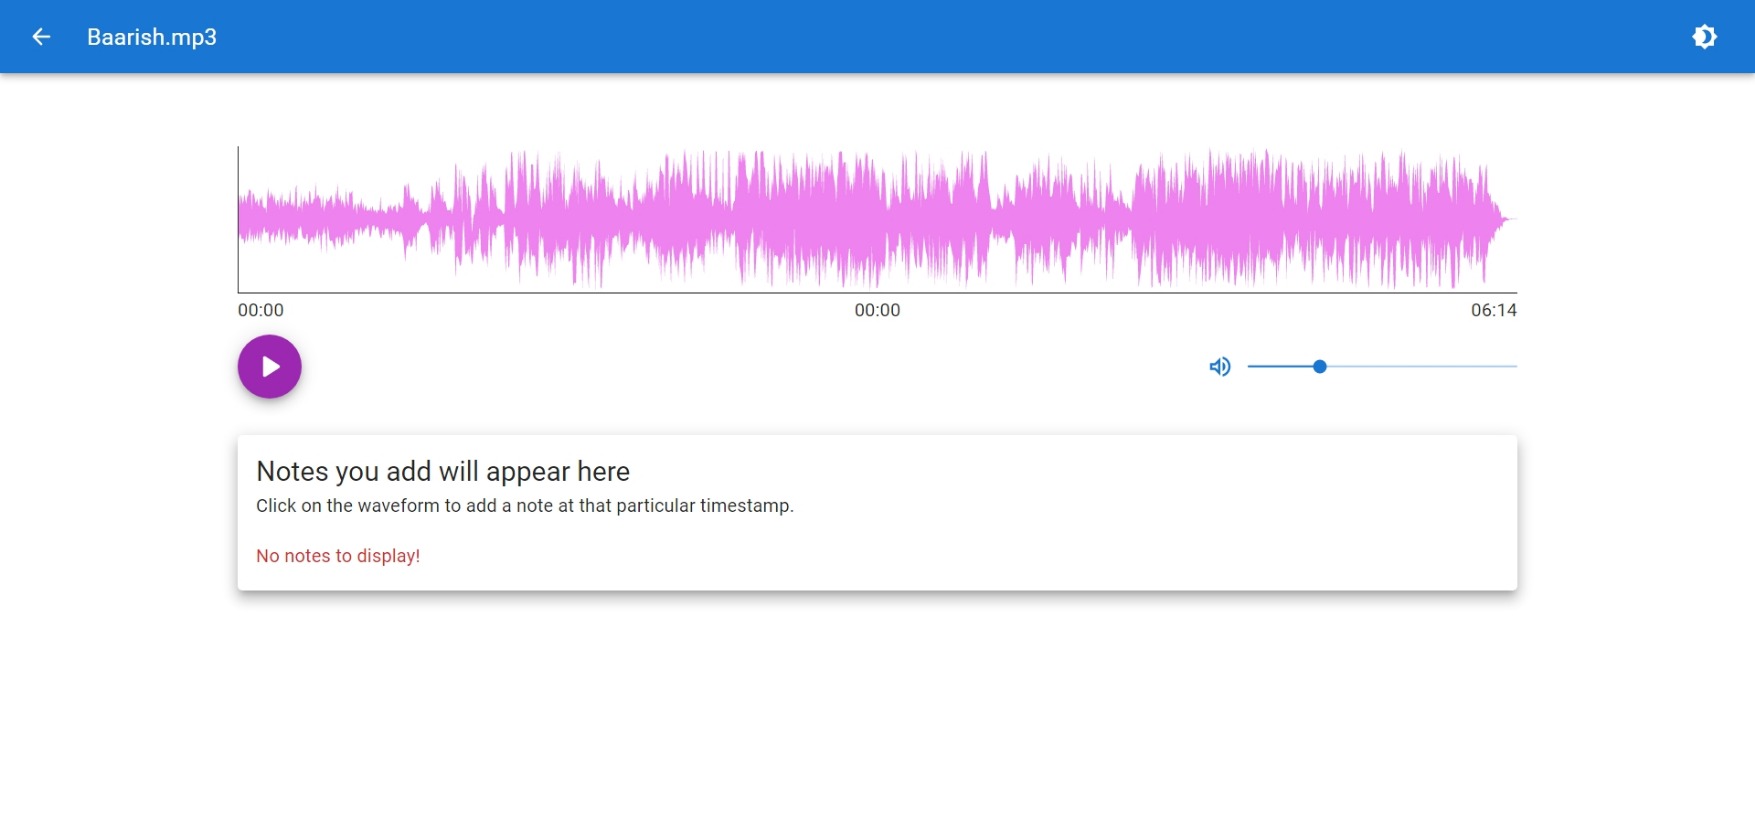 Baarish.mp3
00:00 00:00 06:14
Notes you add will appear here
Click on the waveform to add a note at that particular timestamp.
No notes to display!